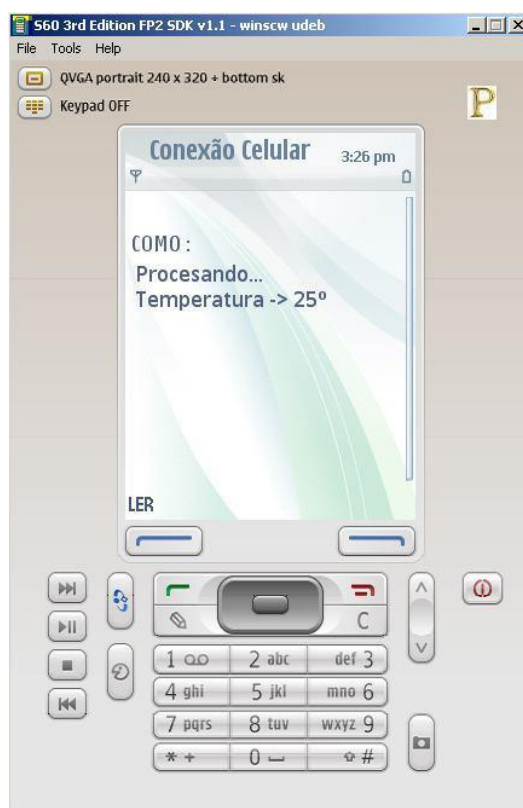 S60 3rd Edition FP2 SDK v1.1 - winscw udeb
File Tools Help
QVGA portrait 240 x 320 + bottom sk
Keypad OFF
P
Conexão Celular 3:26 pm
COMO :
Procesando...
Temperatura -> 25º
LER
C
1 2 abc def 3
4 ghi 5 jkl mno 6
7 pqrs 8 tuv wxyz 9
* + 0 #